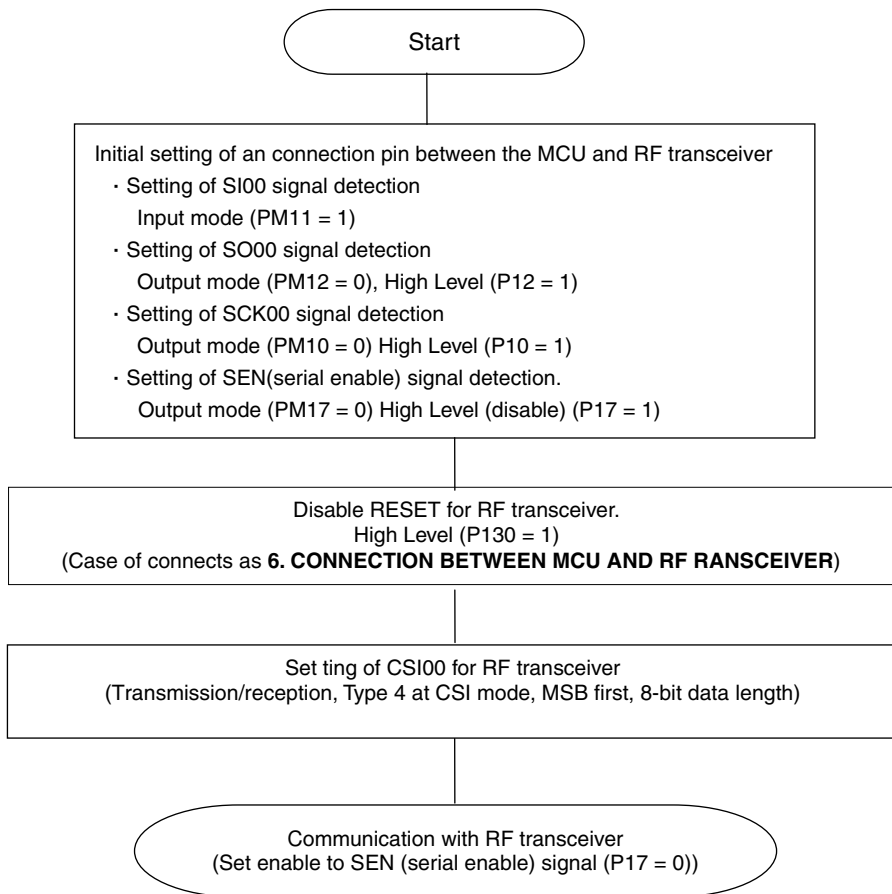 Start
Initial setting of an connection pin between the MCU and RF transceiver
· Setting of SI00 signal detection
Input mode (PM11 = 1)
· Setting of SO00 signal detection
Output mode (PM12 = 0), High Level (P12 = 1)
· Setting of SCK00 signal detection
Output mode (PM10 = 0) High Level (P10 = 1)
· Setting of SEN(serial enable) signal detection.
Output mode (PM17 = 0) High Level (disable) (P17 = 1)
Disable RESET for RF transceiver.
High Level (P130 = 1)
(Case of connects as 6. CONNECTION BETWEEN MCU AND RF RANSCEIVER)
Set ting of CSI00 for RF transceiver
(Transmission/reception, Type 4 at CSI mode, MSB first, 8-bit data length)
Communication with RF transceiver
(Set enable to SEN (serial enable) signal (P17 = 0))